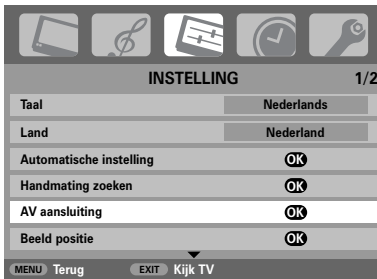 INSTELLING 1/2
Taal Nederlands
Land Nederland
Automatische instelling OK
Handmating zoeken OK
AV aansluiting OK
Beeld positie OK
MENU Terug EXIT Kijk TV